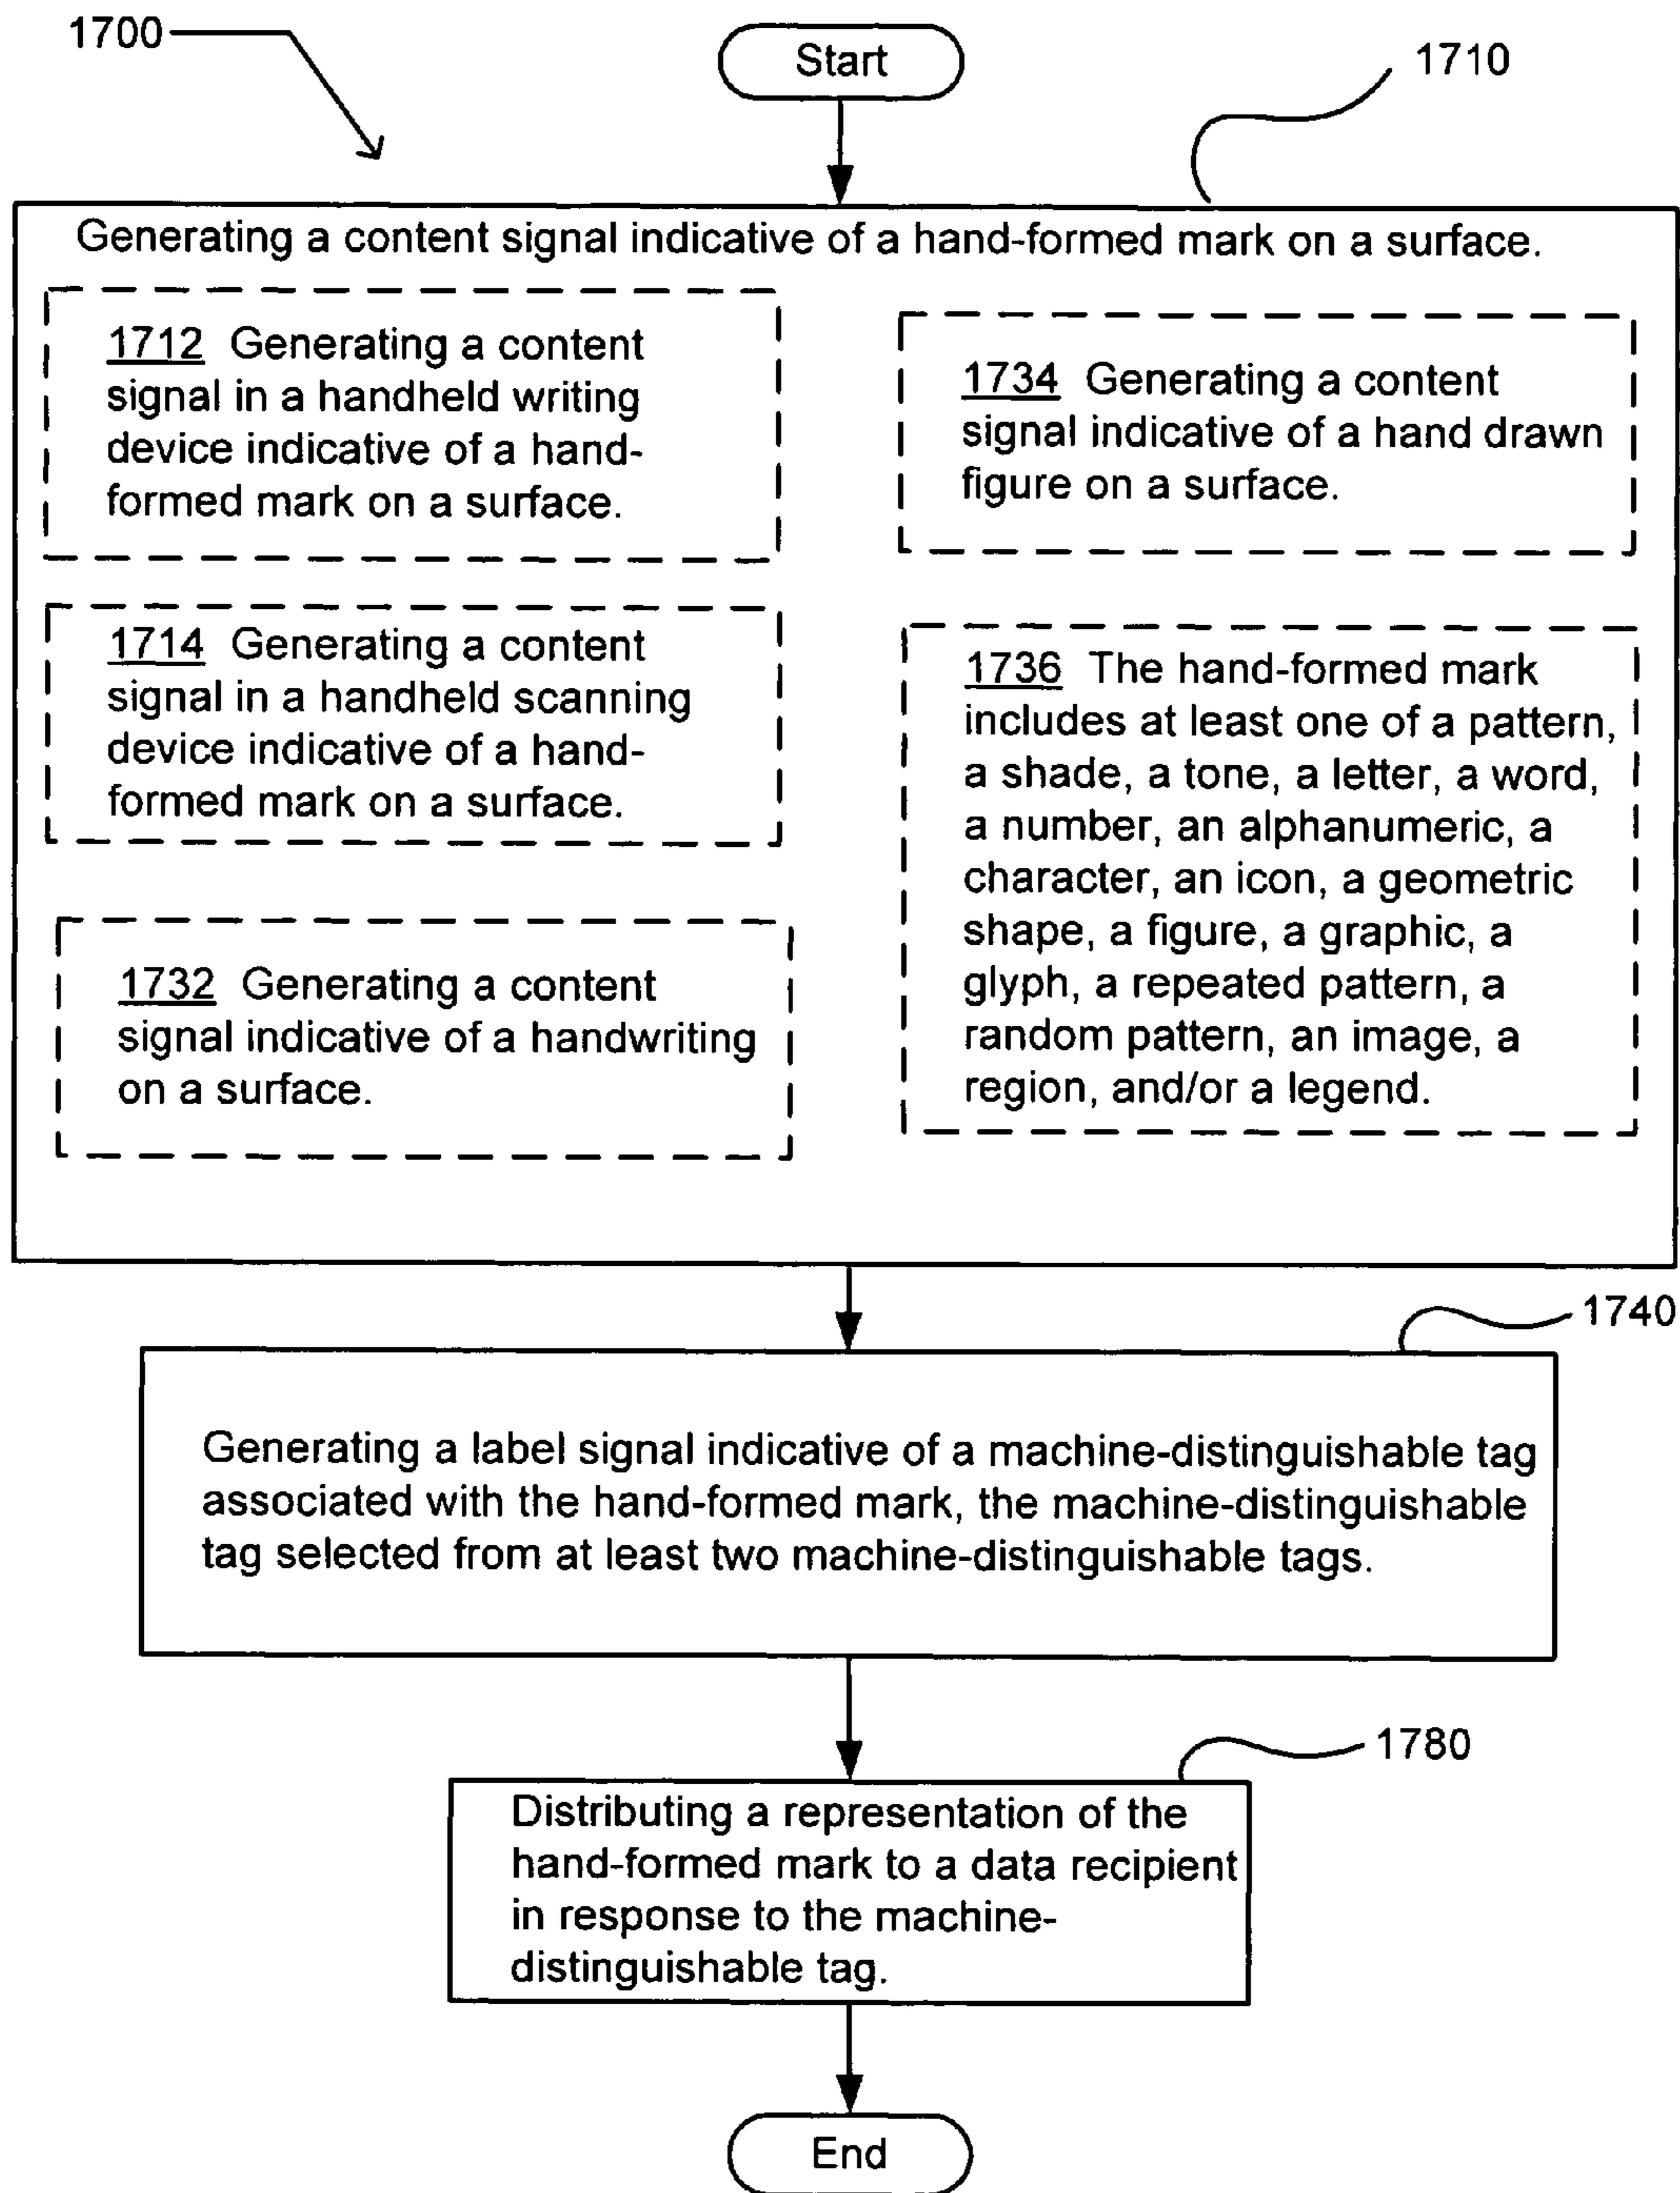 1700
Start
1710
Generating a content signal indicative of a hand-formed mark on a surface.
1712 Generating a content
signal in a handheld writing
device indicative of a hand-
formed mark on a surface.
1714 Generating a content
signal in a handheld scanning
device indicative of a hand-
formed mark on a surface.
1732 Generating a content
signal indicative of a handwriting
on a surface.
1734 Generating a content
signal indicative of a hand drawn
figure on a surface.
1736 The hand-formed mark
includes at least one of a pattern,
a shade, a tone, a letter, a word,
a number, an alphanumeric, a
character, an icon, a geometric
shape, a figure, a graphic, a
glyph, a repeated pattern, a
random pattern, an image, a
region, and/or a legend.
1740
Generating a label signal indicative of a machine-distinguishable tag
associated with the hand-formed mark, the machine-distinguishable
tag selected from at least two machine-distinguishable tags.
1780
Distributing a representation of the
hand-formed mark to a data recipient
in response to the machine-
distinguishable tag.
End